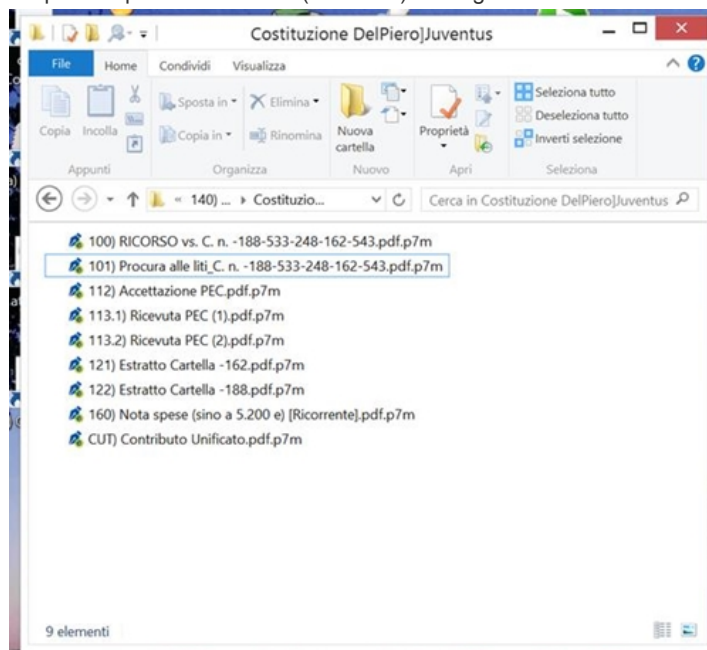 Costituzione DelPiero]Juventus
File Home Condividi Visualizza
Copia Incolla Sposta in Copia in Elimina Rinomina Nuova cartella Proprietà Seleziona tutto Deseleziona tutto Inverti selezione
Appunti Organizza Nuovo Apri Seleziona
« 140) ... Costituzio... Cerca in Costituzione DelPiero]Juventus
100) RICORSO vs. C. n. -188-533-248-162-543.pdf.p7m
101) Procura alle liti_C. n. -188-533-248-162-543.pdf.p7m
112) Accettazione PEC.pdf.p7m
113.1) Ricevuta PEC (1).pdf.p7m
113.2) Ricevuta PEC (2).pdf.p7m
121) Estratto Cartella -162.pdf.p7m
122) Estratto Cartella -188.pdf.p7m
160) Nota spese (sino a 5.200 e) [Ricorrente].pdf.p7m
CUT) Contributo Unificato.pdf.p7m
9 elementi